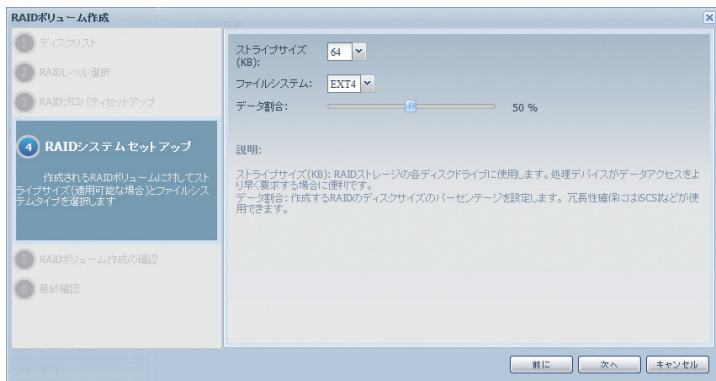 RAIDボリューム作成
1 ディスクリスト
2 RAIDレベル選択
3 RAIDプロパティセットアップ
4 RAIDシステムセットアップ
作成されるRAIDボリュームに対してスト
ライプサイズ(適用可能な場合)とファイルシス
テムタイプを選択します
5 RAIDボリューム作成の確認
6 最終確認
ストライプサイズ
(KB):
64
ファイルシステム:
EXT4
データ割合:
50 %
説明:
ストライプサイズ(KB): RAIDストレージの各ディスクドライブに使用します。処理デバイスがデータアクセスをよ
り早く要求する場合に便利です。
データ割合: 作成するRAIDのディスクサイズのパーセンテージを設定します。冗長性確保にはiSCSIなどが使
用できます。
前に
次へ
キャンセル